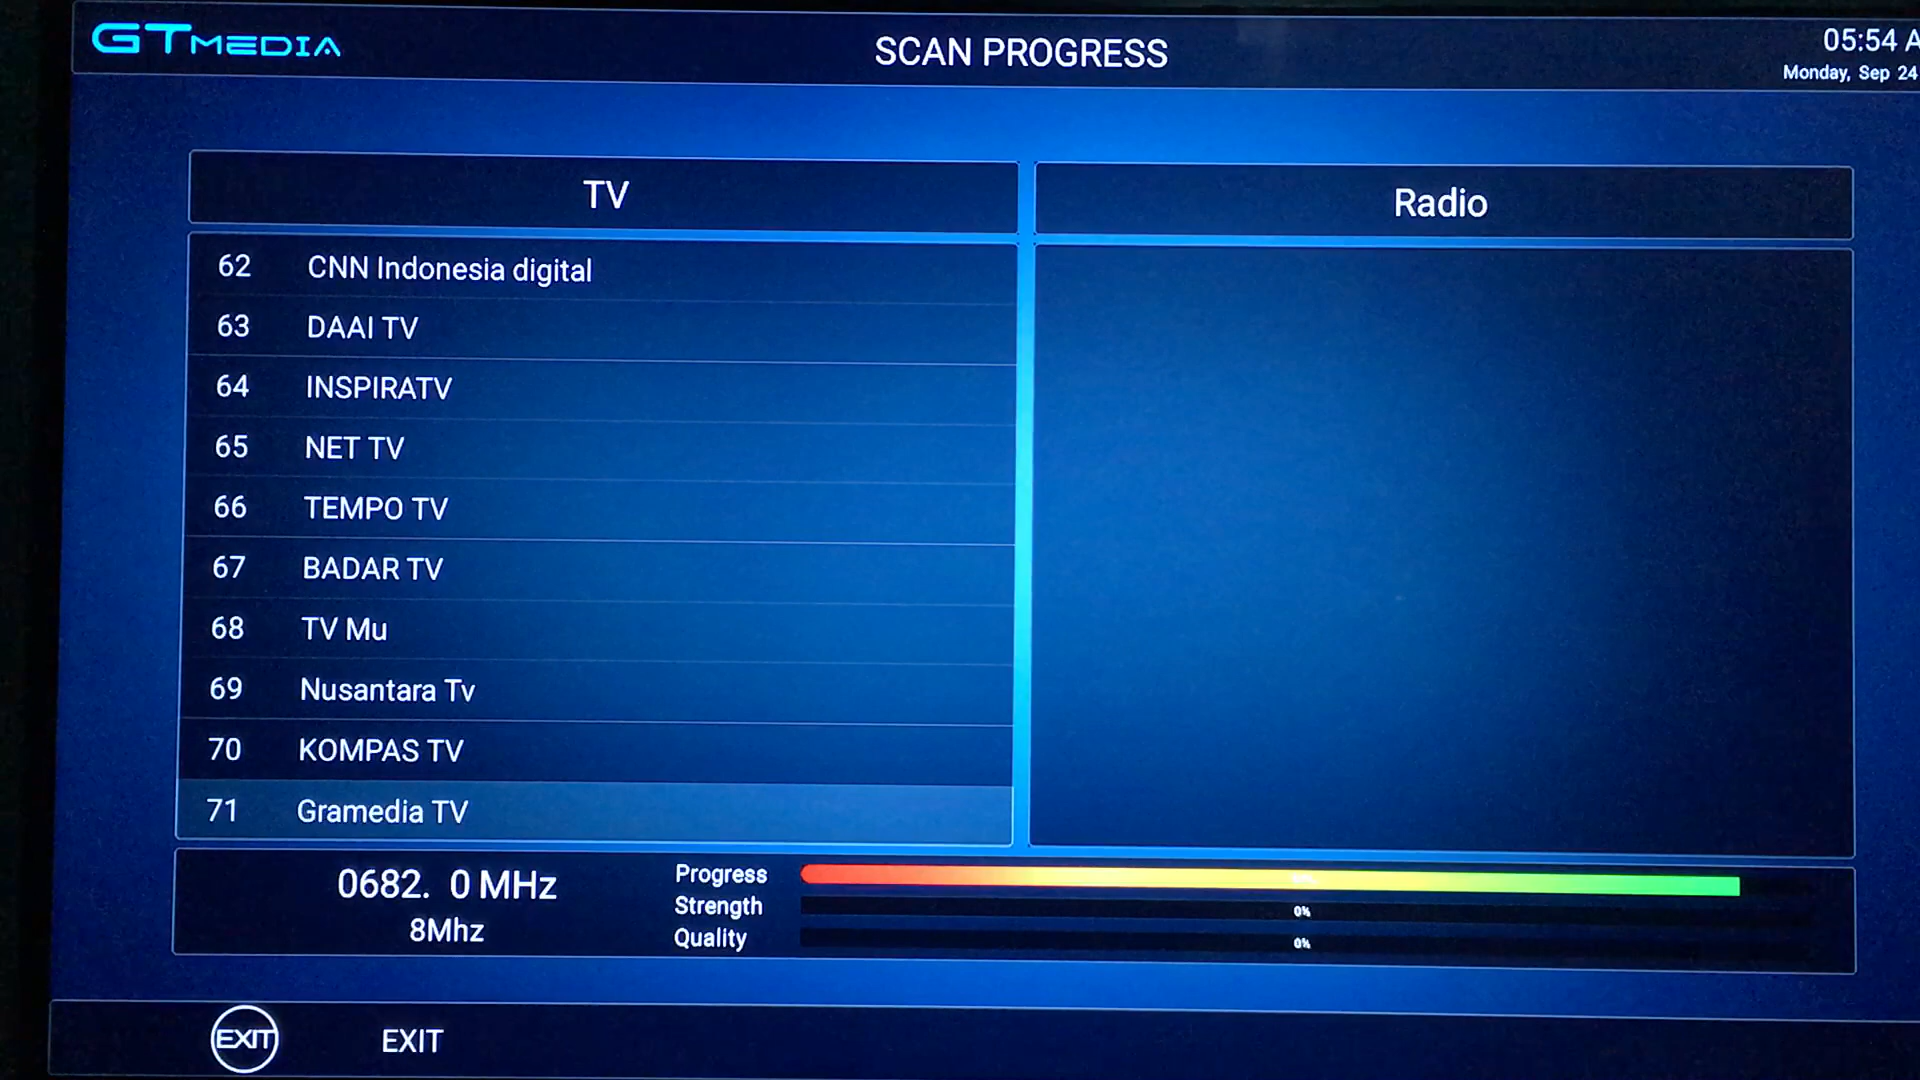 GTMEDIA
SCAN PROGRESS
05:54 A
Monday, Sep 24
TV
Radio
62 CNN Indonesia digital
63 DAAI TV
64 INSPIRATV
65 NET TV
66 TEMPO TV
67 BADAR TV
68 TV Mu
69 Nusantara Tv
70 KOMPAS TV
71 Gramedia TV
0682. 0 MHz
8Mhz
Progress
Strength 0%
Quality 0%
EXIT EXIT